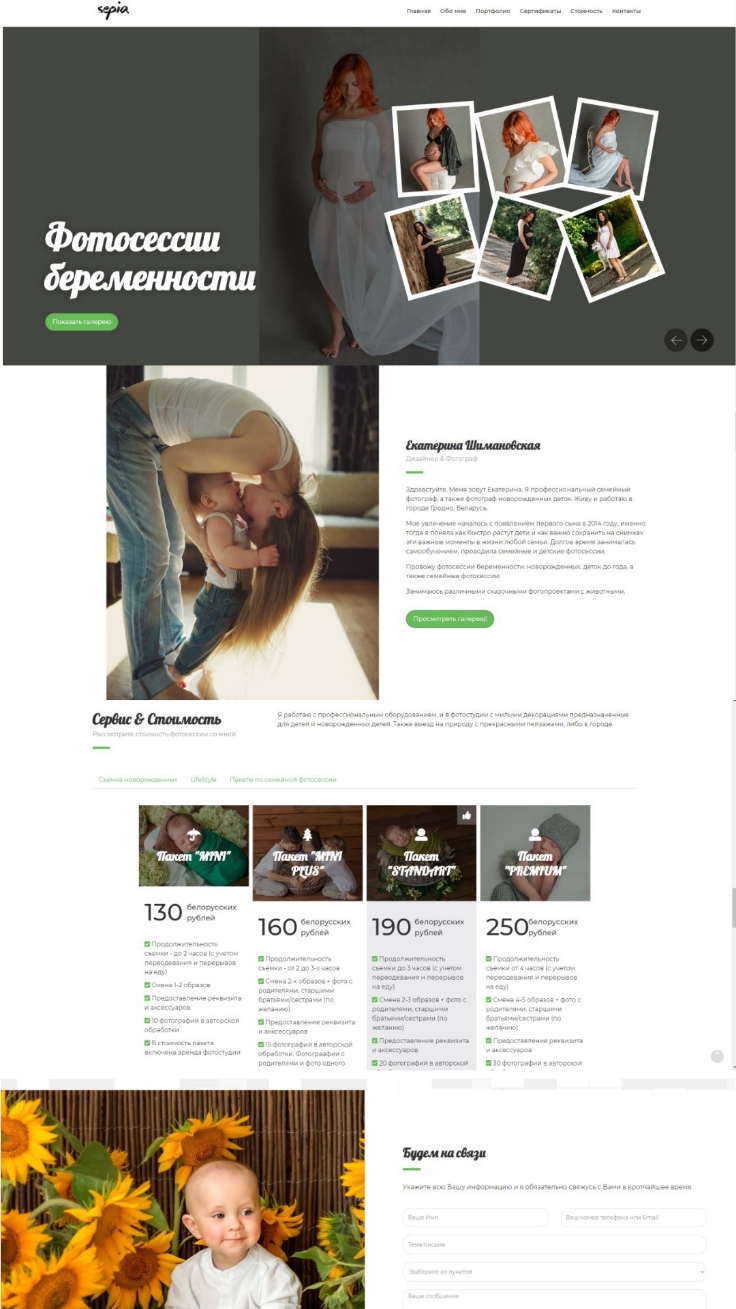 sepia
Главная Обо мне Портфолио Сертификаты Стоимость Контакты
Фотосессии
беременности
Показать галерею
Екатерина Шимановская
Дизайнер & Фотограф
Здравстуйте, Меня зовут Екатерина. Я профессиональный семейный
фотограф, а также фотограф новорожденных деток. Живу и работаю в
городе Гродно, Беларусь.
Мое увлечение началось с появлением первого сына в 2014 году, именно
тогда я поняла как быстро растут дети и как важно сохранить на снимках
эти важные моменты в жизни любой семьи. Долгое время занималась
самообучением, проводила семейные и детские фотосессии.
Провожу фотосессии беременности, новорожденных, деток до года, а
также семейные фотосессии.
Занимаюсь различными сказочными фотопроектами с животными.
Просмотреть галерею!
Сервис & Стоимость
Рассмотрите стоимость фотосессии со мной
Я работаю с профессиональным оборудованием, и в фотостудии с милыми декорациями предназначенные
для детей и новорожденных детей. Также выезд на природу с прекрасными пейзажами, либо в городе.
Съемка новорожденных LifeStyle Пакеты по семейной фотосессии
Пакет "MINI"
130 белорусских
рублей
Продолжительность
съемки - до 2 часов (с учетом
переодевания и перерывов
на еду)
Смена 1-2 образов
Предоставление реквизита
и аксессуаров
10 фотографий в авторской
обработки
В стоимость пакета
включена аренда фотостудии
Пакет "MINI
PLUS"
160 белорусских
рублей
Продолжительность
съемки - от 2 до 3-х часов
Смена 2-х образов + фото с
родителями, старшими
братьями/сестрами (по
желанию)
Предоставление реквизита
и акксессуаров
15 фотографий в авторской
обработки. Фотограафии с
родителями и фото одного
Пакет
"STANDART"
190 белорусских
рублей
Продолжительность
съемки до 3 часов (с учетом
переодевания и перерывов
на еду)
Смена 2-3 образов + фото с
родителями, старшими
братьями/сестрами (по
желанию)
Предоставление реквизита
и аксессуаров
20 фотографий в авторской
Пакет
"PREMIUM"
250 белорусских
рублей
Продолжительность
съемки от 4 часов (с учетом
переодевания и перерывов
на еду)
Смена 4-5 образов + фото с
родителями, старшими
братьями/сестрами (по
желанию)
Предоставление реквизита
и аксессуаров
30 фотографий в авторской
Будем на связи
Укажите всю Вашу информацию и я обязательно свяжусь с Вами в кротчайшее время
Ваше Имя
Ваш номер телефона или Email
Тема письма
Выберите из пунктов
Ваше сообщение